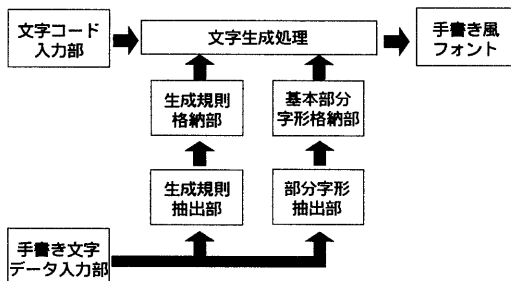 文字コード
入力部
文字生成処理
手書き風
フォント
生成規則
格納部
基本部分
字形格納部
生成規則
抽出部
部分字形
抽出部
手書き文字
データ入力部